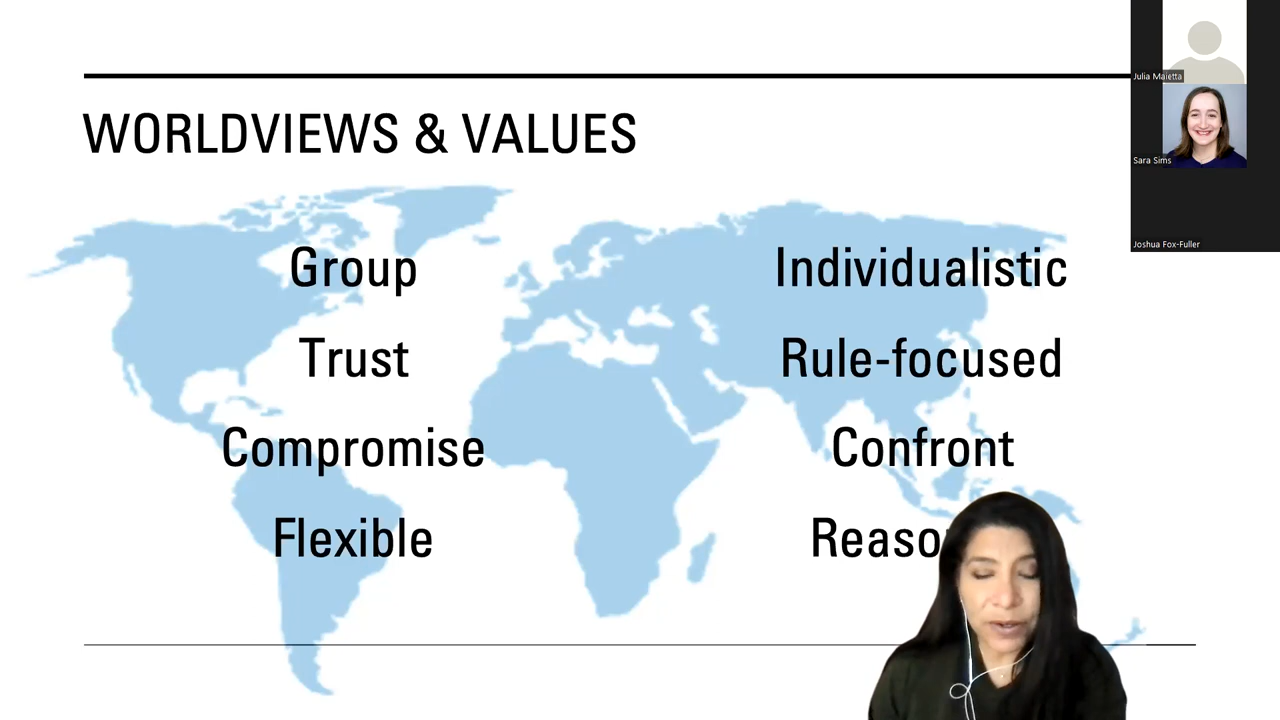 WORLDVIEWS & VALUES
Group
Individualistic
Trust
Rule-focused
Compromise
Confront
Flexible
Julia Maietta
Sara Sims
Joshua Fox-Fuller